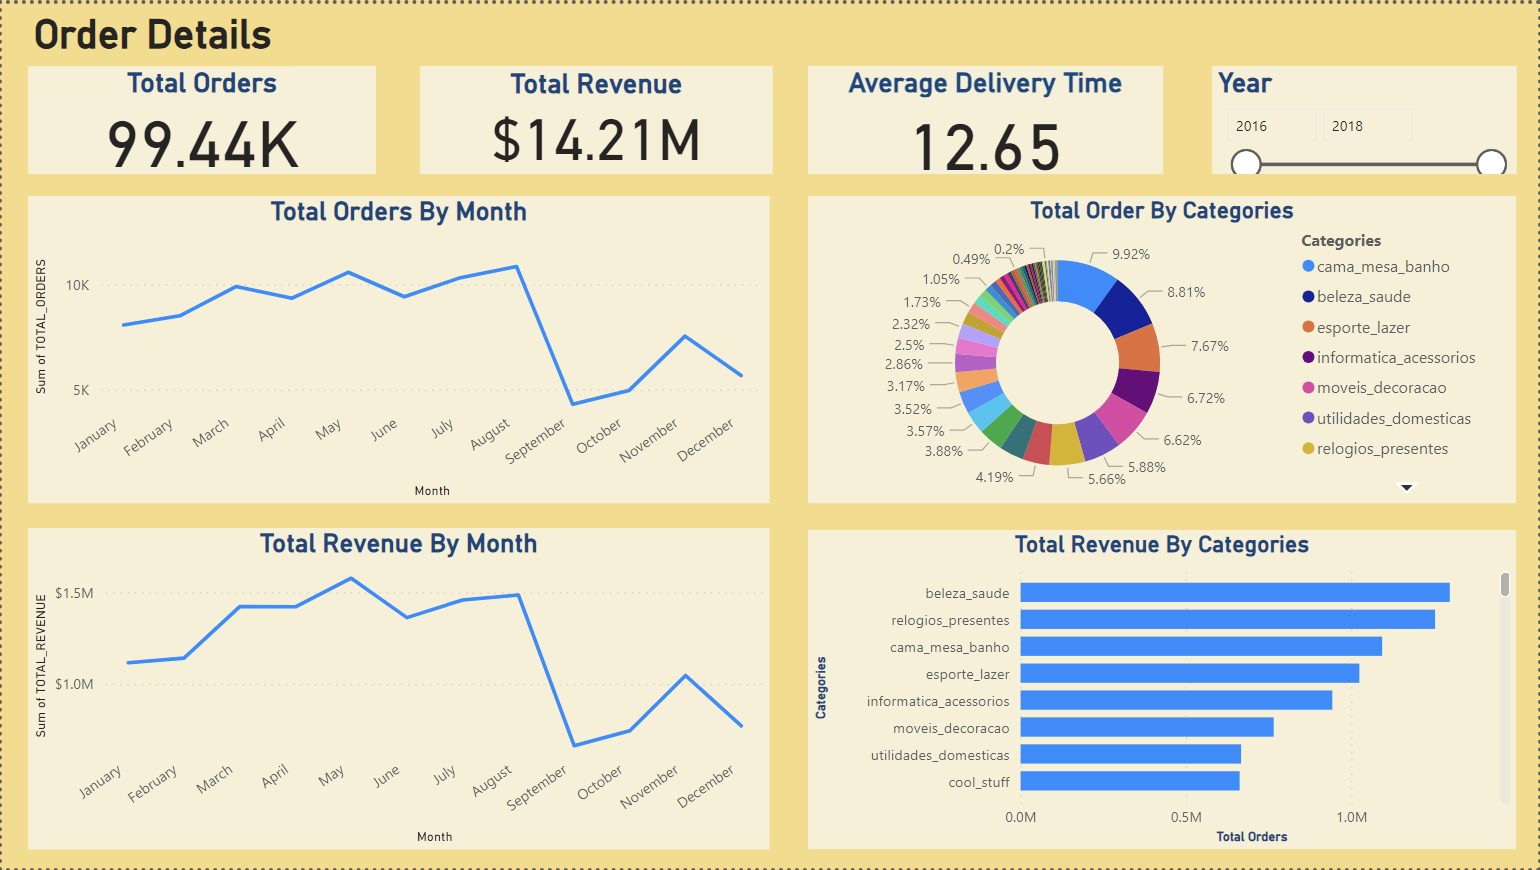 Order Details
Total Orders
99.44K
Total Revenue
$14.21M
Average Delivery Time
12.65
Year
2016
2018
Total Orders By Month
Sum of TOTAL_ORDERS
10K
5K
January
February
March
April
May
June
July
August
September
October
November
December
Month
Total Order By Categories
9.92%
8.81%
7.67%
6.72%
6.62%
5.88%
5.66%
4.19%
3.88%
3.57%
3.52%
3.17%
2.86%
2.5%
2.32%
1.73%
1.05%
0.49%
0.2%
Categories
cama_mesa_banho
beleza_saude
esporte_lazer
informatica_acessorios
moveis_decoracao
utilidades_domesticas
relogios_presentes
Total Revenue By Month
Sum of TOTAL_REVENUE
$1.5M
$1.0M
January
February
March
April
May
June
July
August
September
October
November
December
Month
Total Revenue By Categories
Categories
beleza_saude
relogios_presentes
cama_mesa_banho
esporte_lazer
informatica_acessorios
moveis_decoracao
utilidades_domesticas
cool_stuff
0.0M
0.5M
1.0M
Total Orders